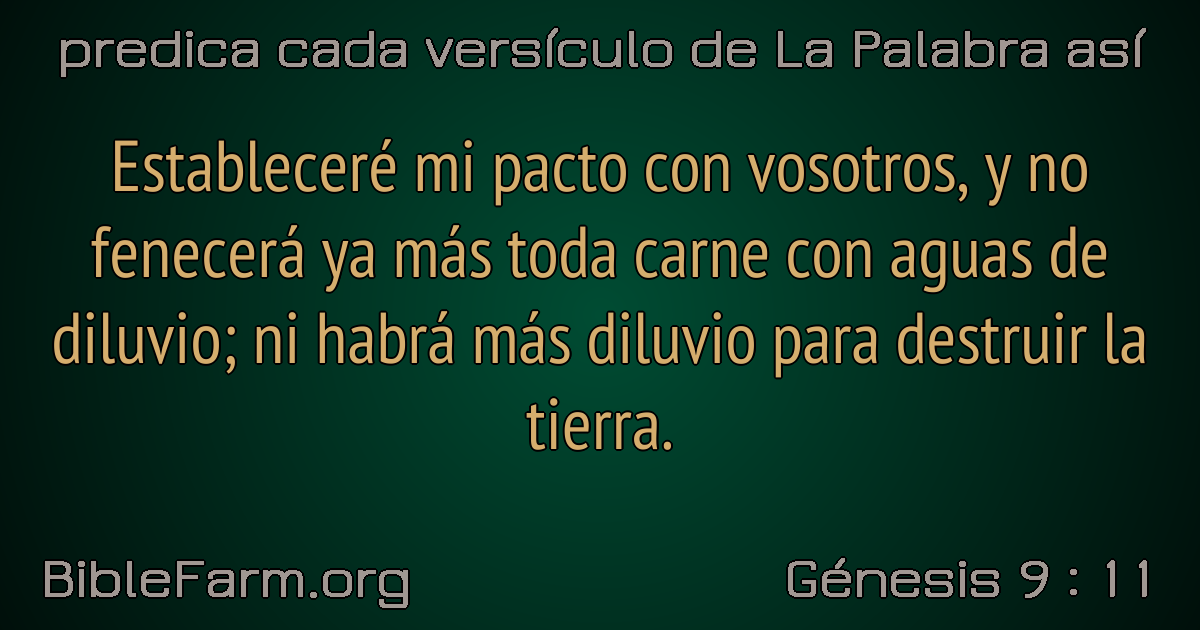 predica cada versículo de La Palabra así
Estableceré mi pacto con vosotros, y no
fenecerá ya más toda carne con aguas de
diluvio; ni habrá más diluvio para destruir la
tierra.
BibleFarm.org
Génesis 9 : 11